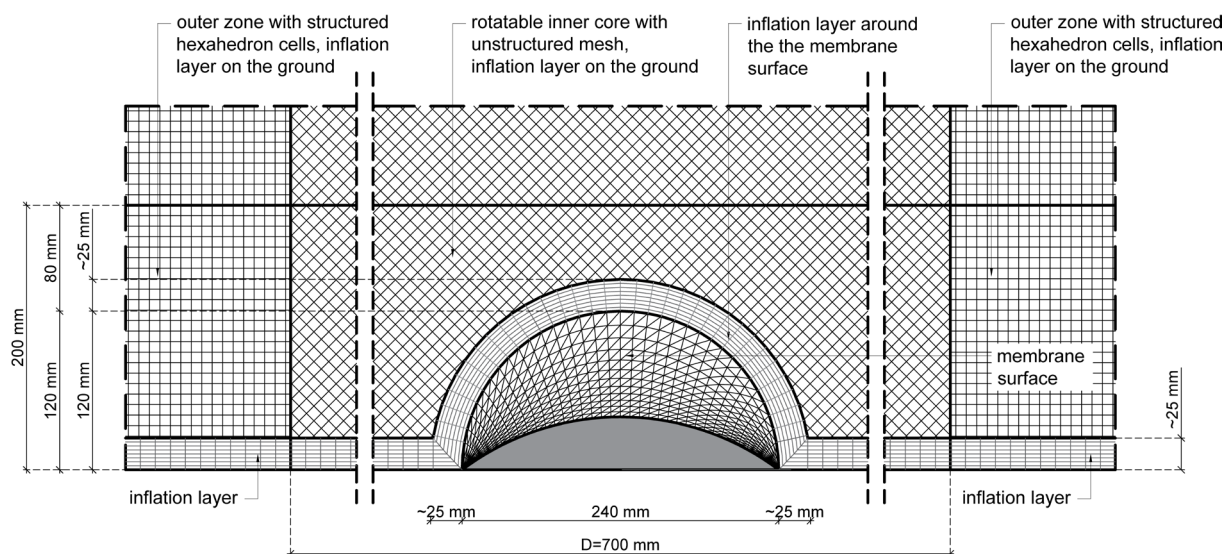 outer zone with structured
hexahedron cells, inflation
layer on the ground
rotatable inner core with
unstructured mesh,
inflation layer on the ground
inflation layer around
the the membrane
surface
outer zone with structured
hexahedron cells, inflation
layer on the ground
200 mm
80 mm
120 mm
~25 mm
120 mm
membrane
surface
~25 mm
inflation layer
inflation layer
~25 mm
240 mm
~25 mm
D=700 mm